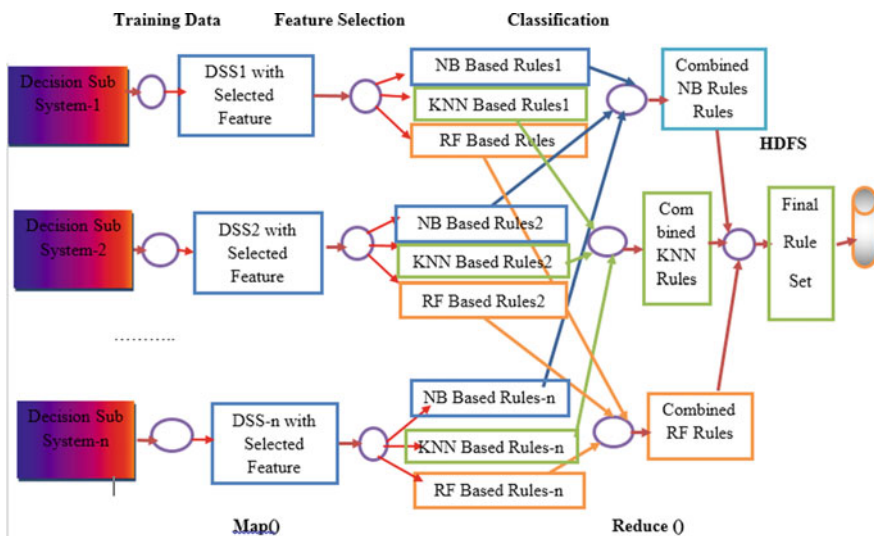 Training Data
Feature Selection
Classification
Decision Sub
System-1
DSS1 with
Selected
Feature
NB Based Rules1
KNN Based Rules1
RF Based Rules
Combined
NB Rules
Rules
HDFS
Decision Sub
System-2
DSS2 with
Selected
Feature
NB Based Rules2
KNN Based Rules2
RF Based Rules2
Com
bined
KNN
Rules
Final
Rule
Set
...........
Decision Sub
System-n
DSS-n with
Selected
Feature
NB Based Rules-n
KNN Based Rules-n
RF Based Rules-n
Combined
RF Rules
Map()
Reduce ()